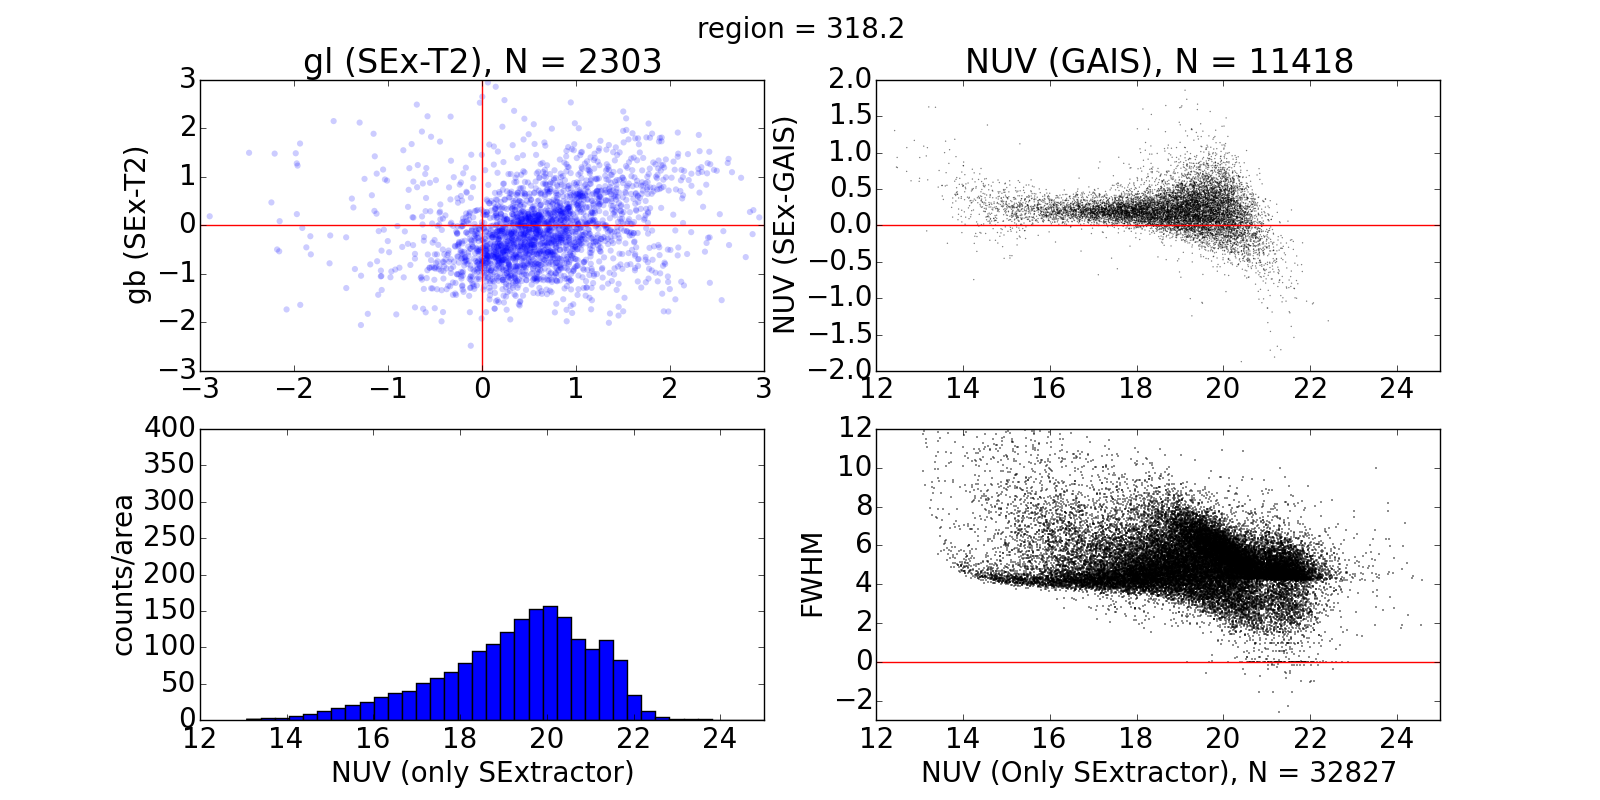 region = 318.2
gl (SEx-T2), N = 2303
NUV (GAIS), N = 11418
gb (SEx-T2)
3
2
1
0
−1
−2
−3
−3 −2 −1 0 1 2 3
NUV (SEx-GAIS)
2.0
1.5
1.0
0.5
0.0
−0.5
−1.0
−1.5
−2.0
12 14 16 18 20 22 24
counts/area
400
350
300
250
200
150
100
50
0
12 14 16 18 20 22 24
NUV (only SExtractor)
FWHM
12
10
8
6
4
2
0
−2
12 14 16 18 20 22 24
NUV (Only SExtractor), N = 32827